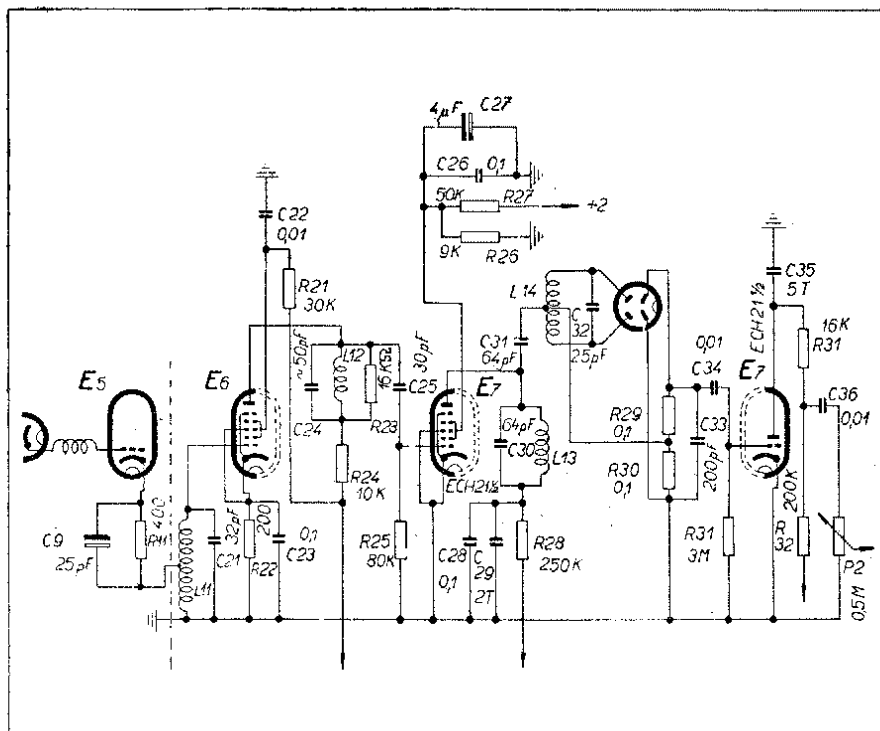 4µF C27
C26 0,1
50K R27 +2
9K R26
C22
0,01
R21
30K
C35
5T
ECH21½
L14
C
32
25pF
16K
R31
C31
64pF
0,01
C34
C36
0,01
~50pF
L12
16KΩ
30pF
C25
E5
E6
E7
E7
C24
R23
64pF
C30
L13
R29
0,1
C33
200pF
R24
10K
ECH21½
R30
0,1
400
C9
25pF
R41
32pF
200
0,1
C21
R22
C23
L11
R25
80K
C28
0,1
C
29
2T
R28
250K
R31
3M
200K
R
32
P2
0,5M